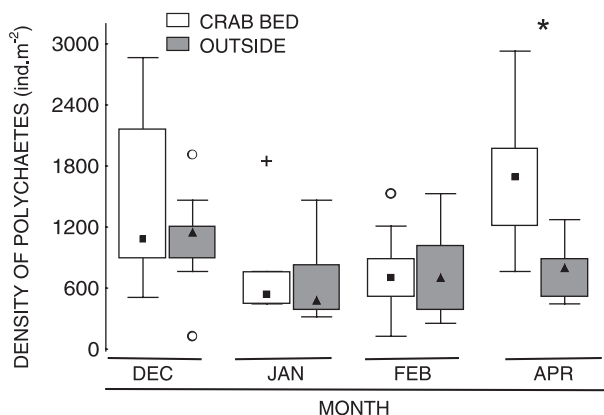 CRAB BED
OUTSIDE
*
DENSITY OF POLYCHAETES (ind.m-2)
3000
2400
1800
1200
600
0
DEC JAN FEB APR
MONTH